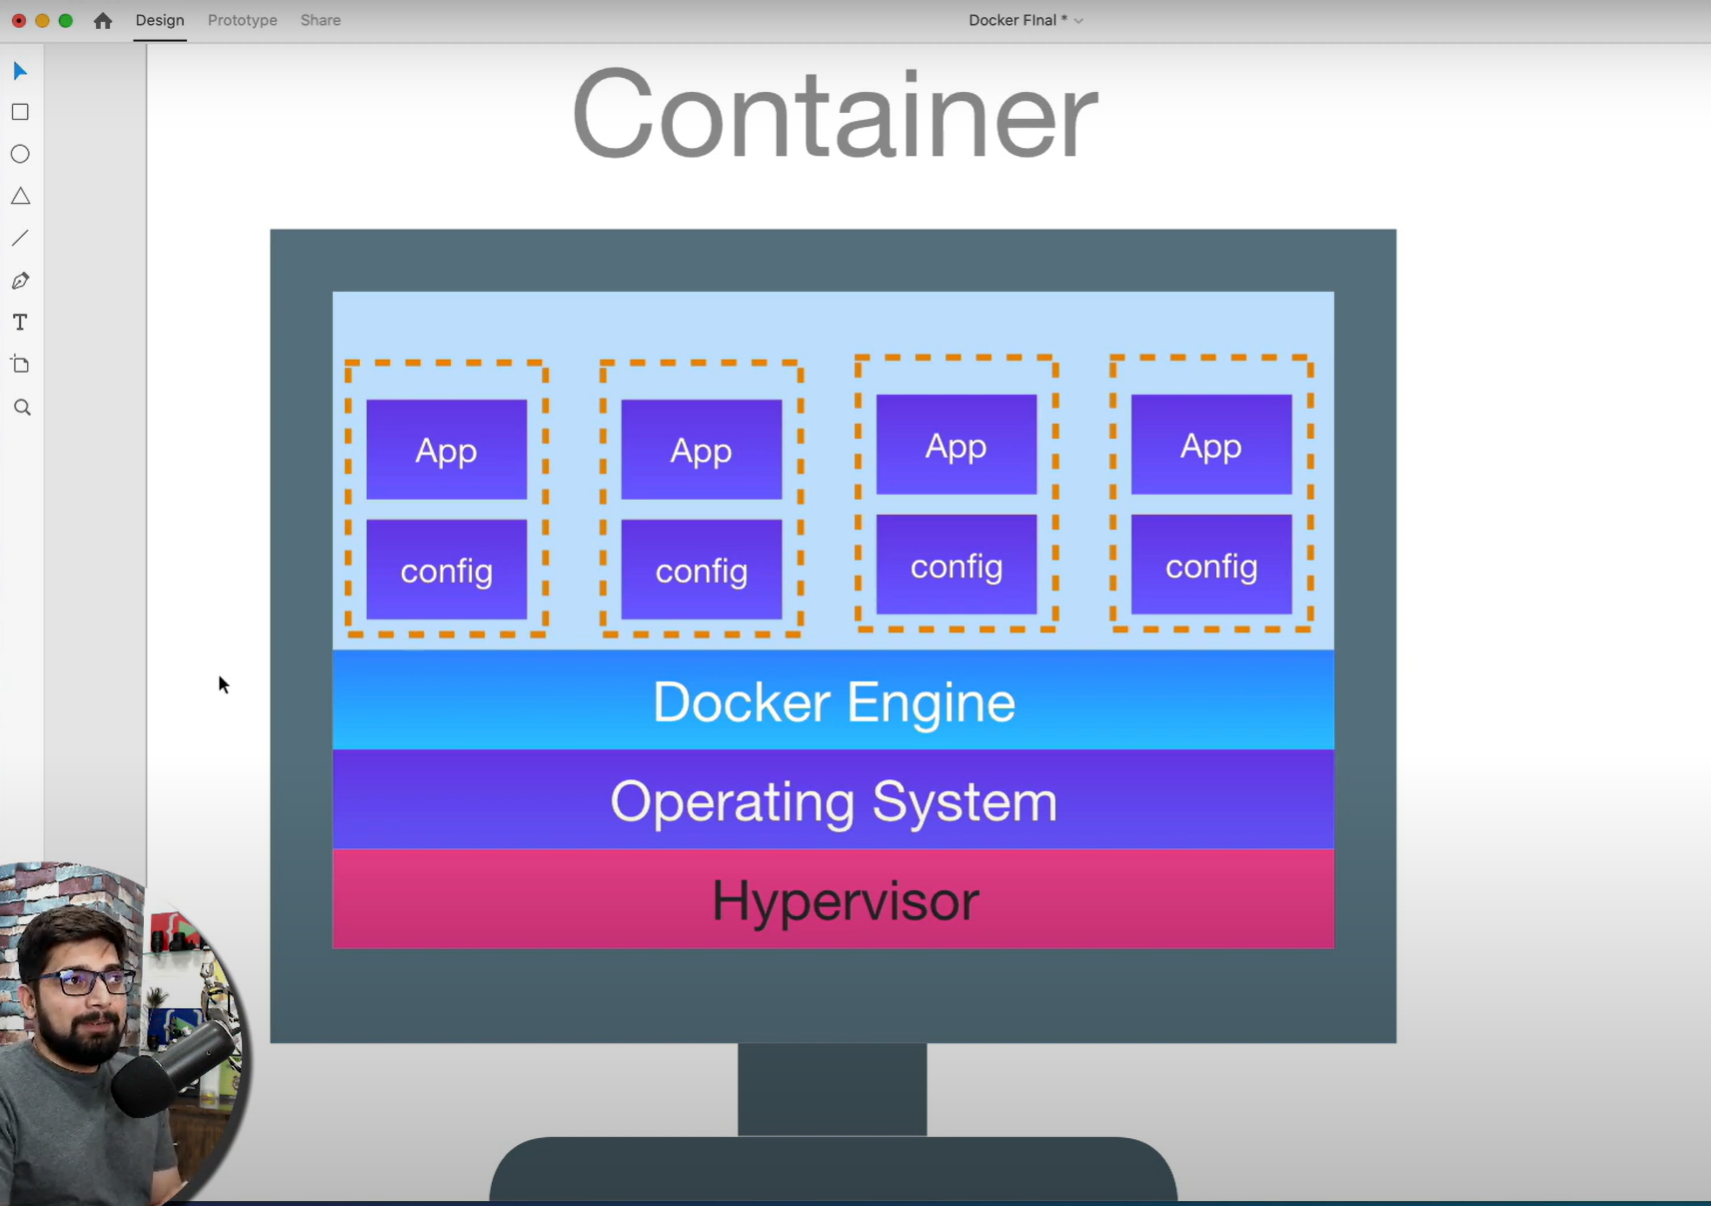 Design Prototype Share
Docker FInal *
Container
App App App App
config config config config
Docker Engine
Operating System
Hypervisor